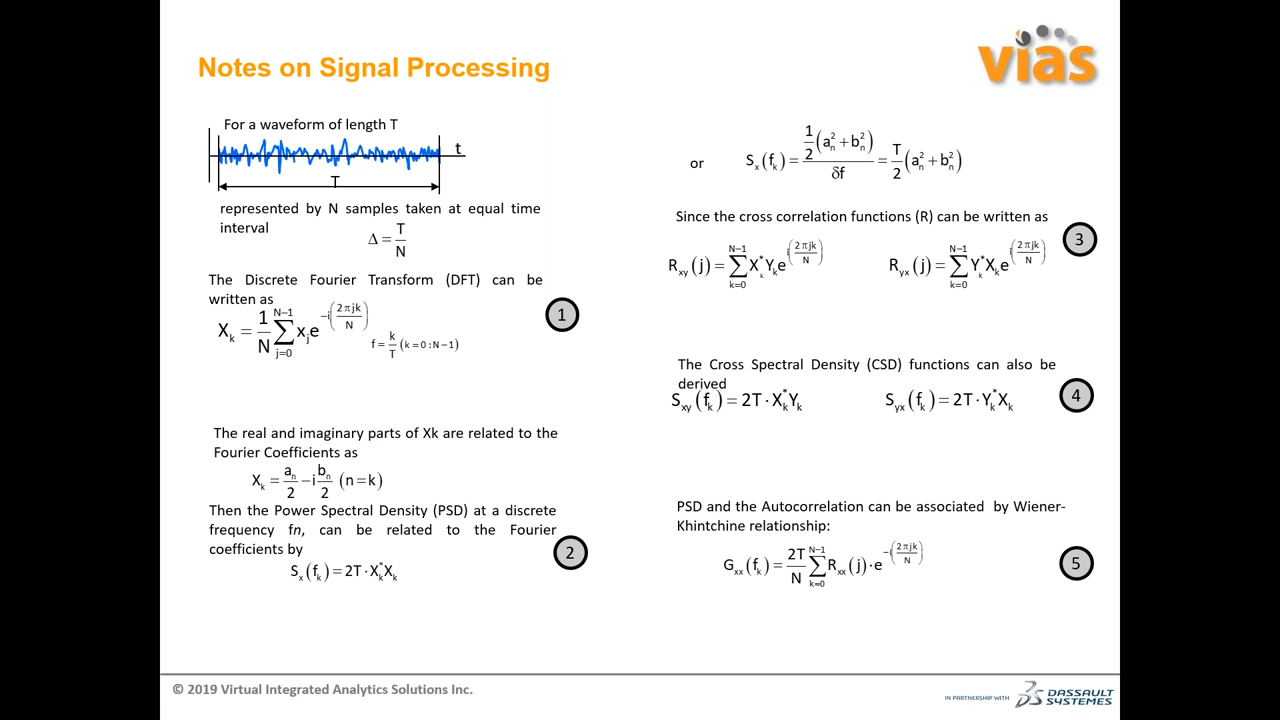 Notes on Signal Processing
vias
For a waveform of length T
t
T
represented by N samples taken at equal time
interval
Δ = T/N
The Discrete Fourier Transform (DFT) can be
written as
X_k = 1/N ∑_{j=0}^{N−1} x_j e^{−i(2πjk/N)}
f = k/T (k = 0 : N − 1)
1
The real and imaginary parts of Xk are related to the
Fourier Coefficients as
X_k = a_n/2 − i b_n/2 (n = k)
Then the Power Spectral Density (PSD) at a discrete
frequency fn, can be related to the Fourier
coefficients by
2
S_x(f_k) = 2T · X_k^* X_k
or
S_x(f_k) = 1/2(a_n^2 + b_n^2)/δf = T/2(a_n^2 + b_n^2)
Since the cross correlation functions (R) can be written as
3
R_xy(j) = ∑_{k=0}^{N−1} X_k^* Y_k e^{i(2πjk/N)}
R_yx(j) = ∑_{k=0}^{N−1} Y_k^* X_k e^{i(2πjk/N)}
The Cross Spectral Density (CSD) functions can also be
derived
S_xy(f_k) = 2T · X_k^* Y_k
S_yx(f_k) = 2T · Y_k^* X_k
4
PSD and the Autocorrelation can be associated by Wiener-
Khintchine relationship:
G_xx(f_k) = 2T/N ∑_{k=0}^{N−1} R_xx(j) · e^{−i(2πjk/N)}
5
© 2019 Virtual Integrated Analytics Solutions Inc.
IN PARTNERSHIP WITH
DASSAULT
SYSTEMES